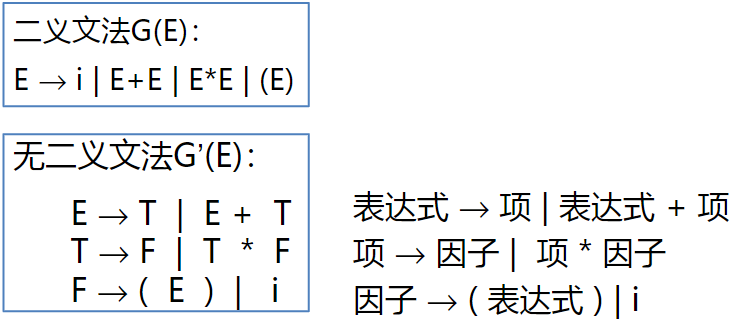 二义文法G(E)：
E → i | E+E | E*E | (E)
无二义文法G’(E)：
E → T | E + T
T → F | T * F
F → ( E ) | i
表达式 → 项 | 表达式 + 项
项 → 因子 | 项 * 因子
因子 → ( 表达式 ) | i